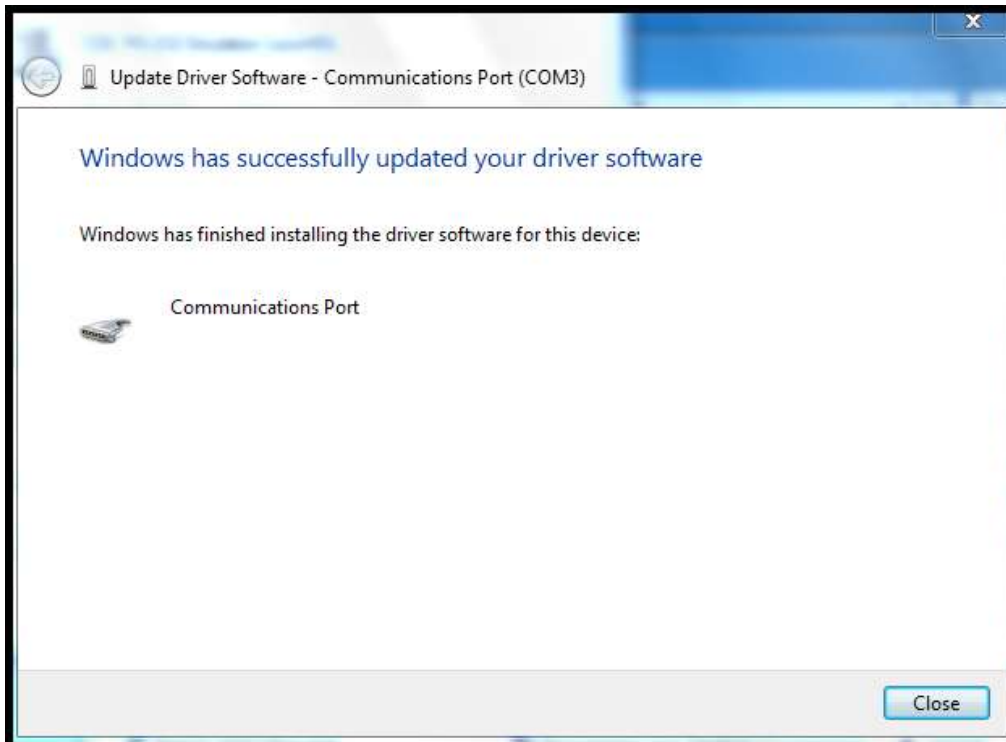 Update Driver Software - Communications Port (COM3)
Windows has successfully updated your driver software
Windows has finished installing the driver software for this device:
Communications Port
Close